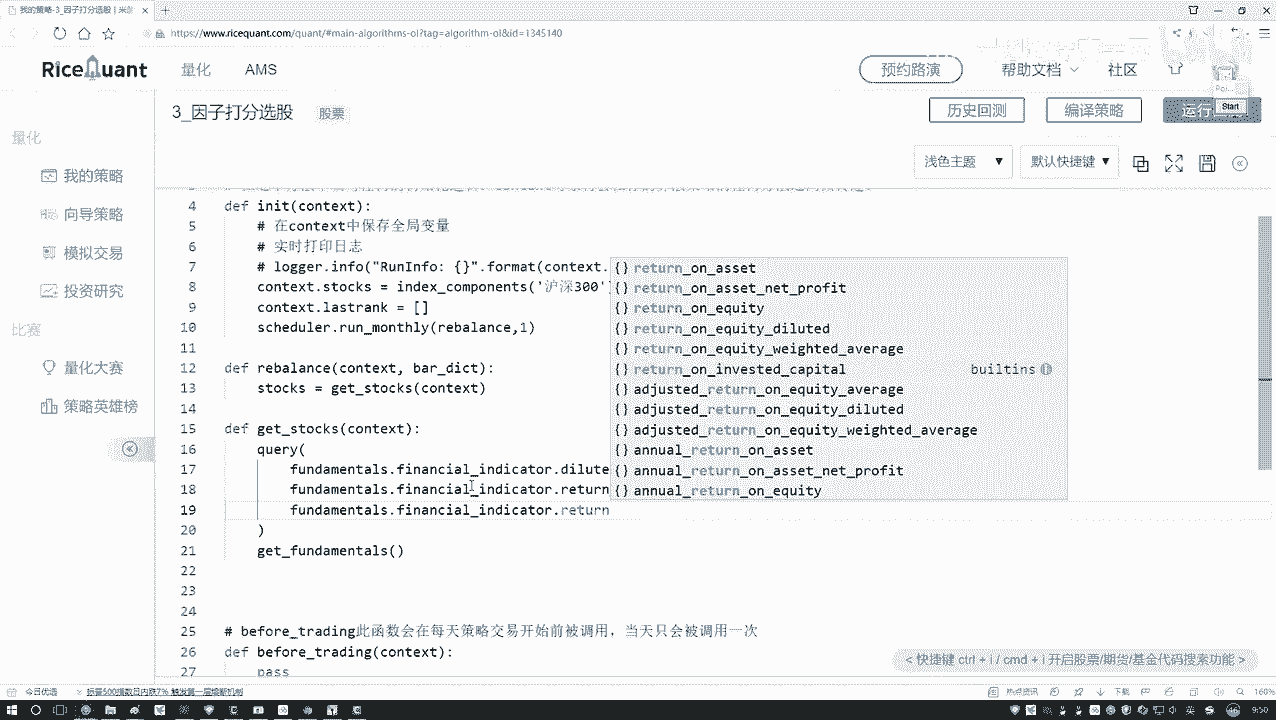 我的策略-3_因子打分选股 | 米
https://www.ricequant.com/quant/#main-algorithms-ol?tag=algorithm-ol&id=1345140
RiceQuant
量化
AMS
预约路演
帮助文档
社区
3_因子打分选股
股票
历史回测
编译策略
运行
Start
浅色主题
默认快捷键
量化
我的策略
向导策略
模拟交易
投资研究
比赛
量化大赛
策略英雄榜
4 def init(context):
5 # 在context中保存全局变量
6 # 实时打印日志
7 # logger.info("RunInfo: {}".format(context.
8 context.stocks = index_components('沪深300'
9 context.lastrank = []
10 scheduler.run_monthly(rebalance,1)
11
12 def rebalance(context, bar_dict):
13 stocks = get_stocks(context)
14
15 def get_stocks(context):
16 query(
17 fundamentals.financial_indicator.dilute
18 fundamentals.financial_indicator.return
19 fundamentals.financial_indicator.return
20 )
21 get_fundamentals()
22
23
24
25 # before_trading此函数会在每天策略交易开始前被调用，当天只会被调用一次
26 def before_trading(context):
27 pass
{} return_on_asset
{} return_on_asset_net_profit
{} return_on_equity
{} return_on_equity_diluted
{} return_on_equity_weighted_average
{} return_on_invested_capital builtins
{} adjusted_return_on_equity_average
{} adjusted_return_on_equity_diluted
{} adjusted_return_on_equity_weighted_average
{} annual_return_on_asset
{} annual_return_on_asset_net_profit
{} annual_return_on_equity
< 快捷键 ctrl + | / cmd + | 开启股票/期货/基金代码搜索功能 >
今日优选
热点资讯
下载
160%
9:50